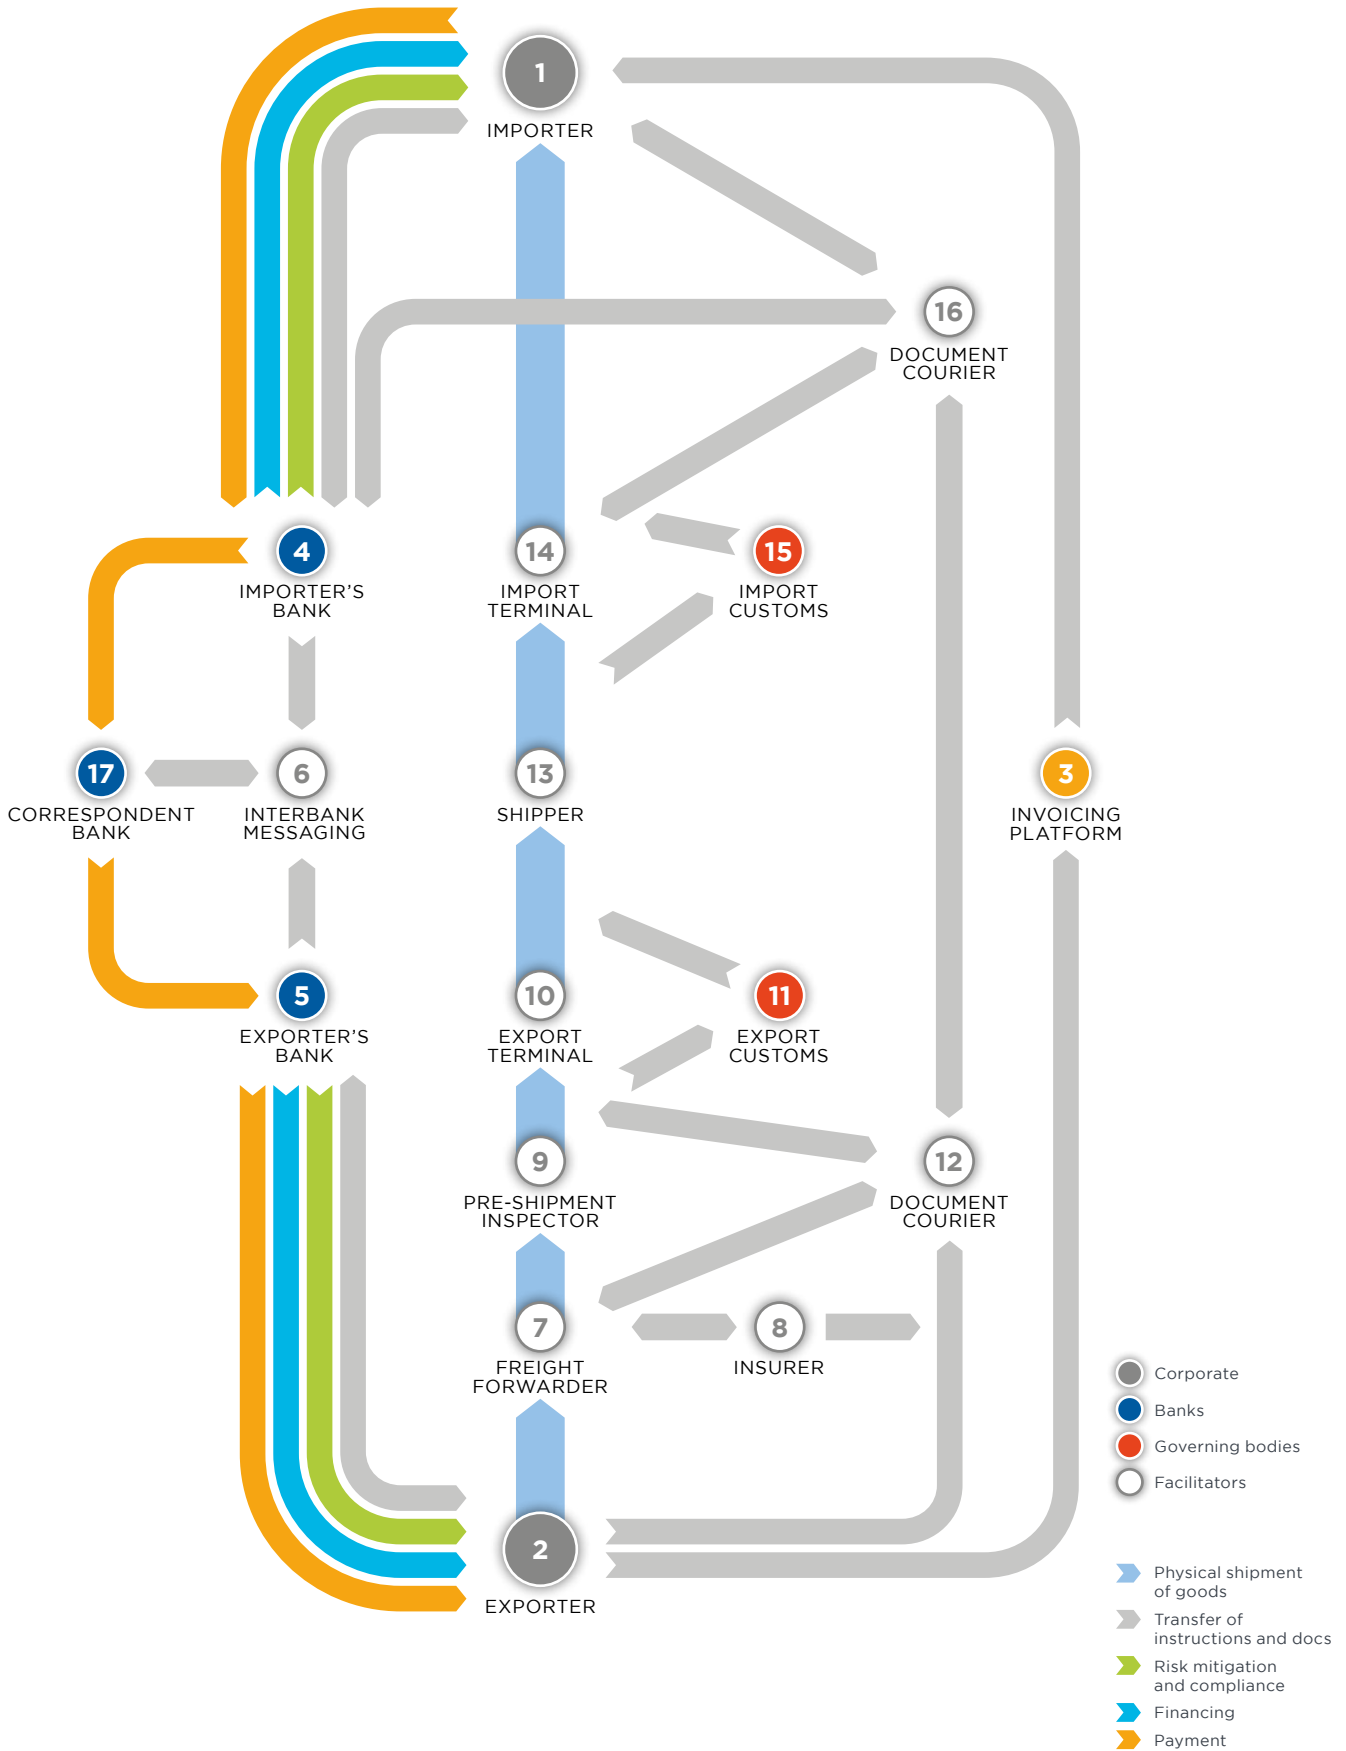 1
IMPORTER
16
DOCUMENT
COURIER
4
IMPORTER'S
BANK
14
IMPORT
TERMINAL
15
IMPORT
CUSTOMS
17
CORRESPONDENT
BANK
6
INTERBANK
MESSAGING
13
SHIPPER
3
INVOICING
PLATFORM
5
EXPORTER'S
BANK
10
EXPORT
TERMINAL
11
EXPORT
CUSTOMS
9
PRE-SHIPMENT
INSPECTOR
12
DOCUMENT
COURIER
7
FREIGHT
FORWARDER
8
INSURER
2
EXPORTER
Corporate
Banks
Governing bodies
Facilitators
Physical shipment
of goods
Transfer of
instructions and docs
Risk mitigation
and compliance
Financing
Payment